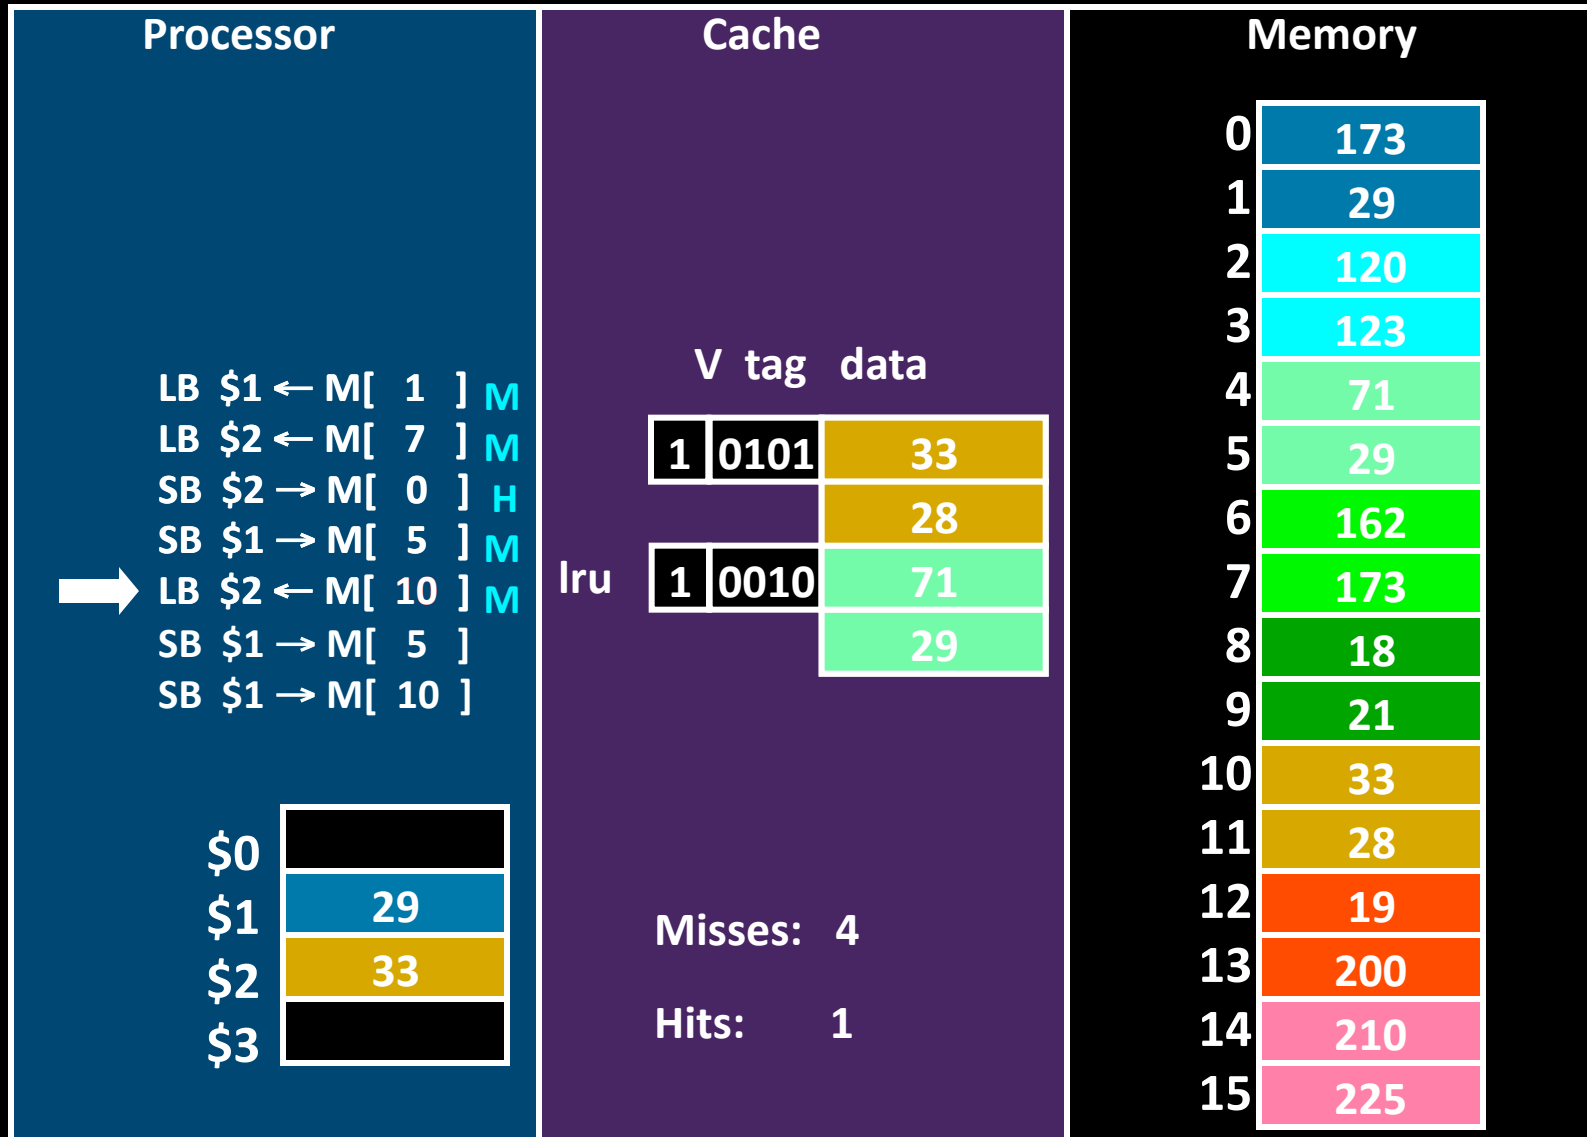 Processor
LB $1 ← M[ 1 ] M
LB $2 ← M[ 7 ] M
SB $2 → M[ 0 ] H
SB $1 → M[ 5 ] M
LB $2 ← M[ 10 ] M
SB $1 → M[ 5 ]
SB $1 → M[ 10 ]
$0
$1 29
$2 33
$3
Cache
V tag data
1 0101 33
28
lru 1 0010 71
29
Misses: 4
Hits: 1
Memory
0 173
1 29
2 120
3 123
4 71
5 29
6 162
7 173
8 18
9 21
10 33
11 28
12 19
13 200
14 210
15 225